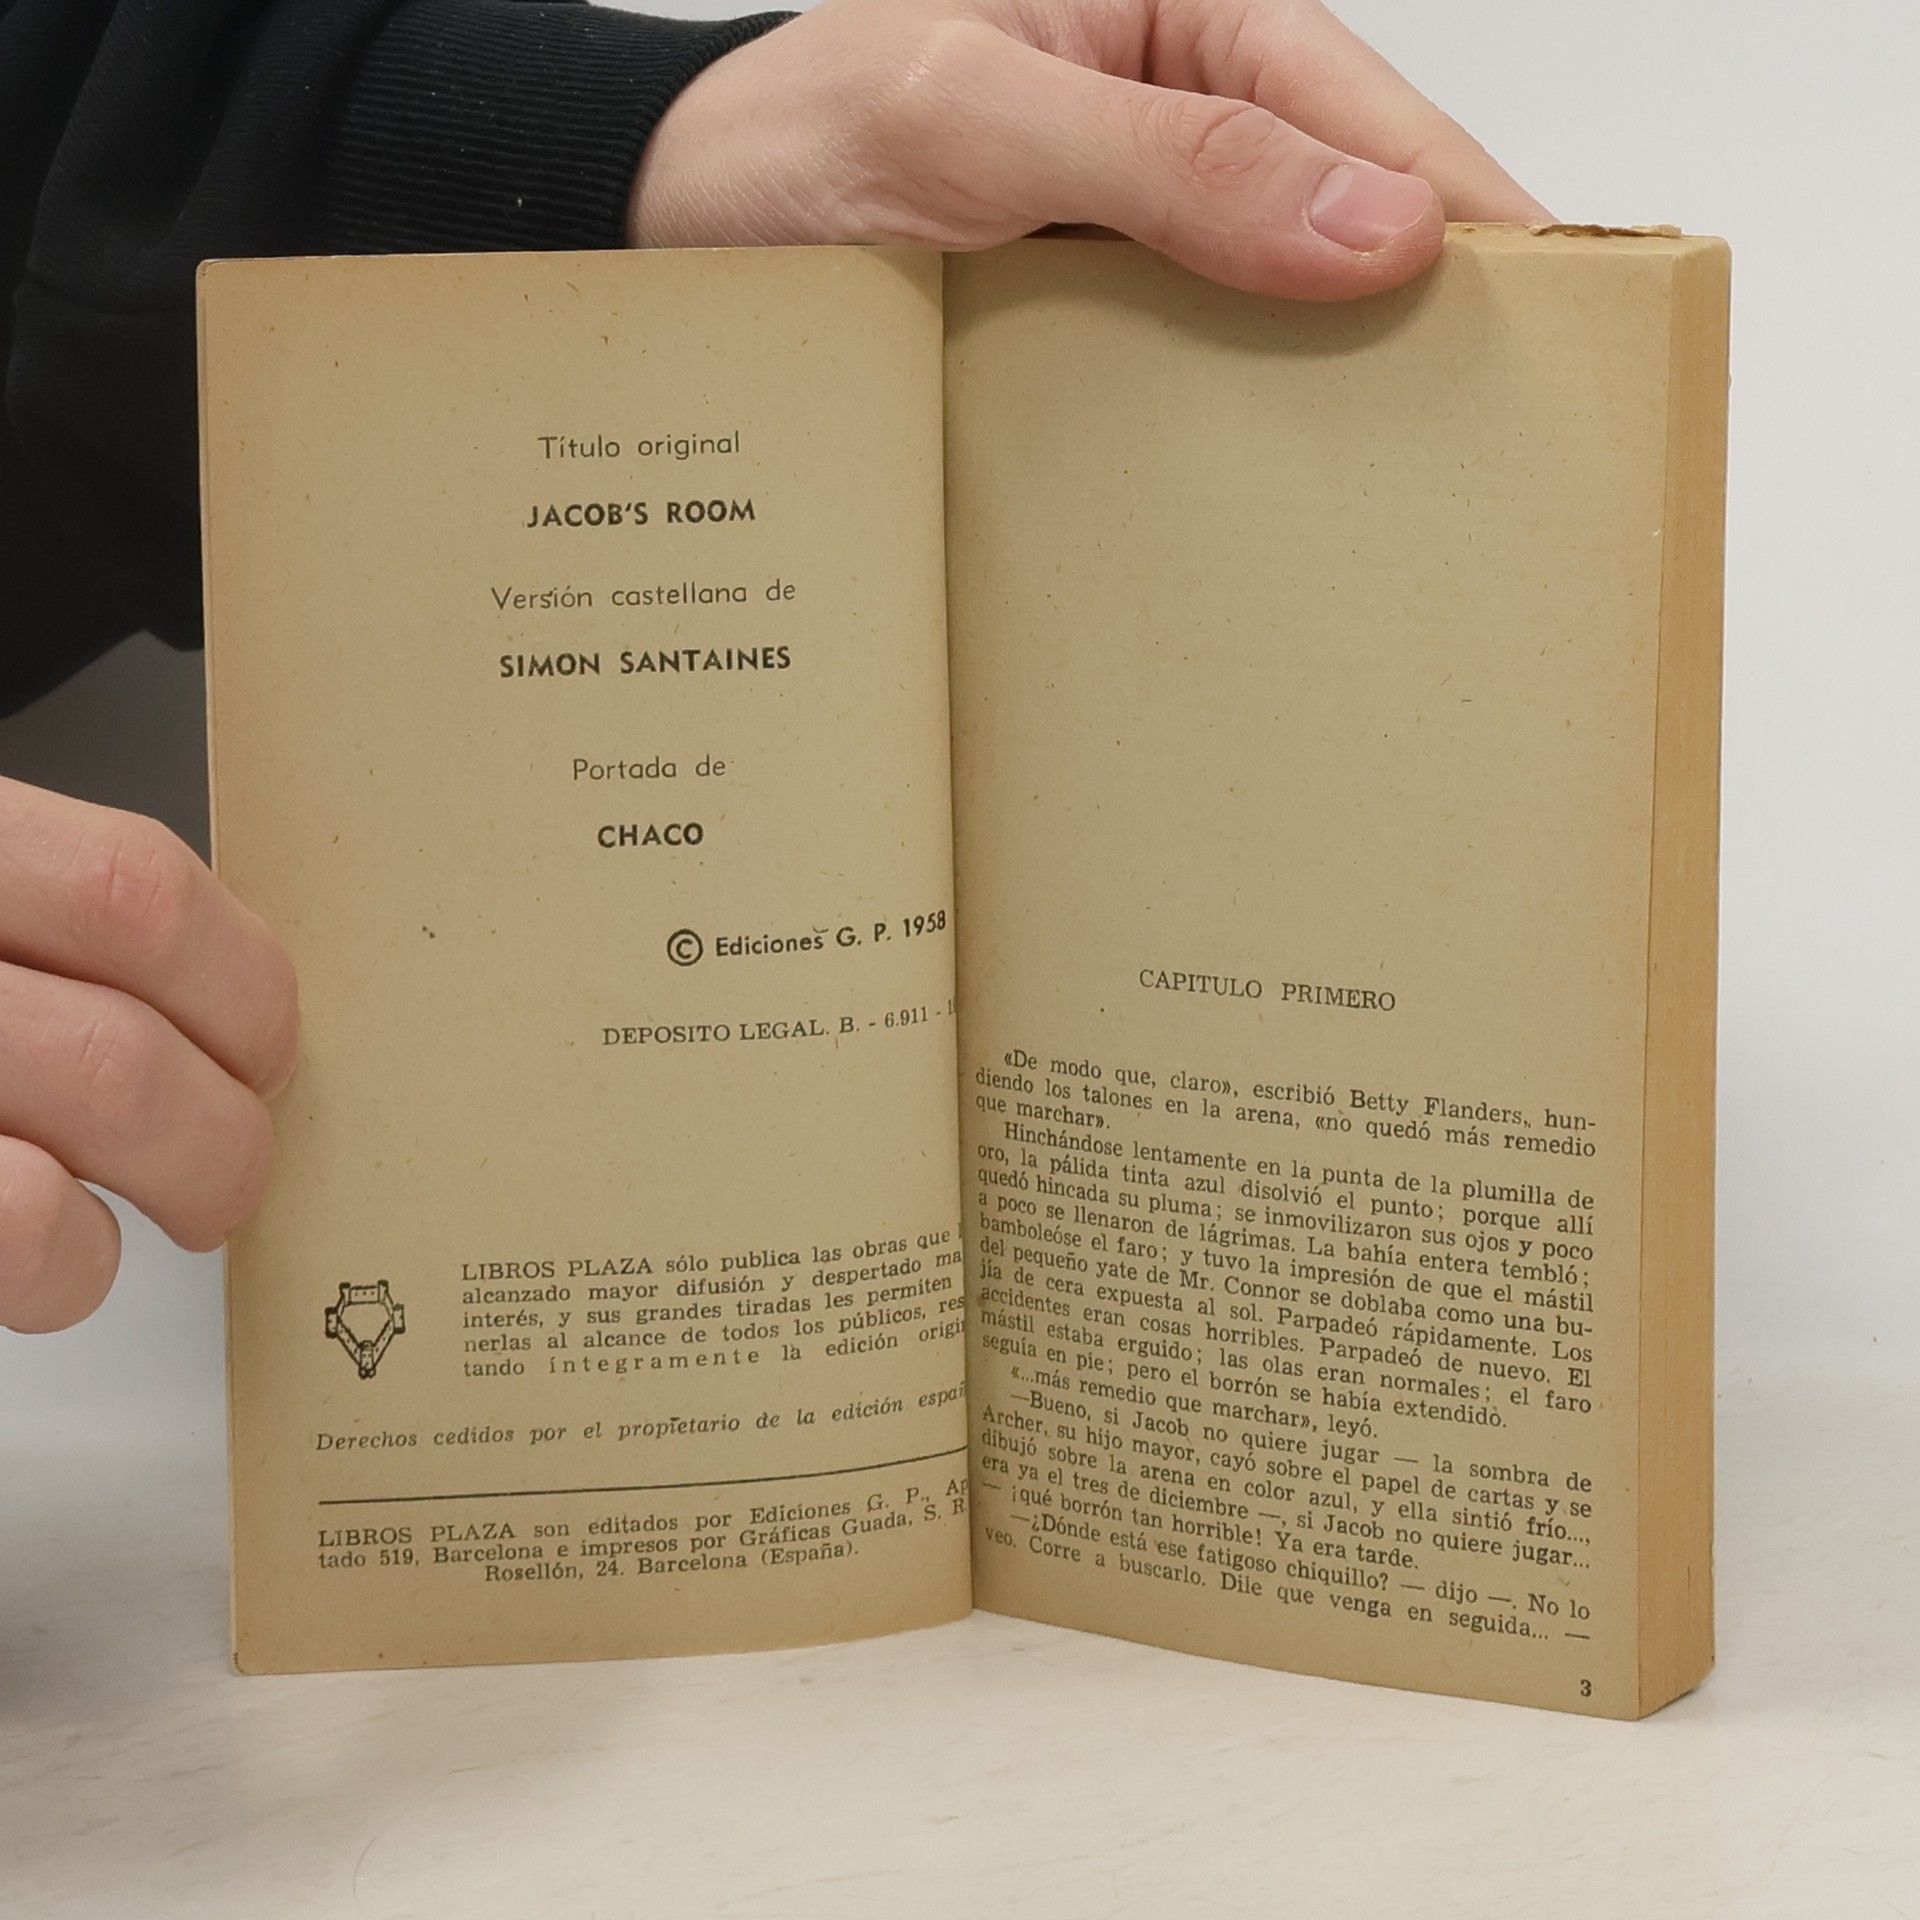 Título original
JACOB'S ROOM
Versión castellana de
SIMON SANTAINES
Portada de
CHACO
© Ediciones G. P. 1958
DEPOSITO LEGAL. B. - 6.911 - 1
LIBROS PLAZA sólo publica las obras que
alcanzado mayor difusión y despertado ma
interés, y sus grandes tiradas les permiten
nerlas al alcance de todos los públicos, res
tando íntegramente la edición origi
Derechos cedidos por el propietario de la edición españ
LIBROS PLAZA son editados por Ediciones G. P., Ap
tado 519, Barcelona e impresos por Gráficas Guada, S. R
Rosellón, 24. Barcelona (España).
CAPITULO PRIMERO
«De modo que, claro», escribió Betty Flanders, hun-
diendo los talones en la arena, «no quedó más remedio
que marchar».
Hinchándose lentamente en la punta de la plumilla de
oro, la pálida tinta azul disolvió el punto; porque allí
quedó hincada su pluma; se inmovilizaron sus ojos y poco
a poco se llenaron de lágrimas. La bahía entera tembló;
bamboleóse el faro; y tuvo la impresión de que el mástil
del pequeño yate de Mr. Connor se doblaba como una bu-
jía de cera expuesta al sol. Parpadeó rápidamente. Los
accidentes eran cosas horribles. Parpadeó de nuevo. El
mástil estaba erguido; las olas eran normales; el faro
seguía en pie; pero el borrón se había extendido.
«...más remedio que marchar», leyó.
—Bueno, si Jacob no quiere jugar — la sombra de
Archer, su hijo mayor, cayó sobre el papel de cartas y se
dibujó sobre la arena en color azul, y ella sintió frío...,
era ya el tres de diciembre —, si Jacob no quiere jugar...
— ¡qué borrón tan horrible! Ya era tarde.
—¿Dónde está ese fatigoso chiquillo? — dijo —. No lo
veo. Corre a buscarlo. Dile que venga en seguida... —
3